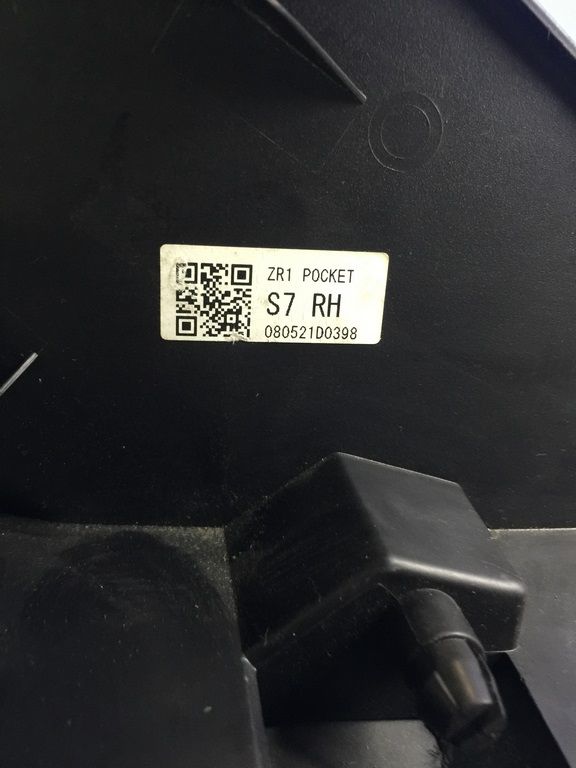 ZR1 POCKET
S7 RH
080521D0398